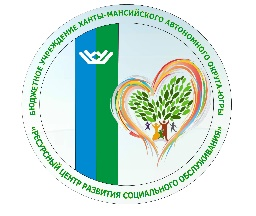 БЮДЖЕТНОЕ УЧРЕЖДЕНИЕ ХАНТЫ-МАНСИЙСКОГО АВТОНОМНОГО ОКРУГА-ЮГРЫ
«РЕСУРСНЫЙ ЦЕНТР РАЗВИТИЯ СОЦИАЛЬНОГО ОБСЛУЖИВАНИЯ»